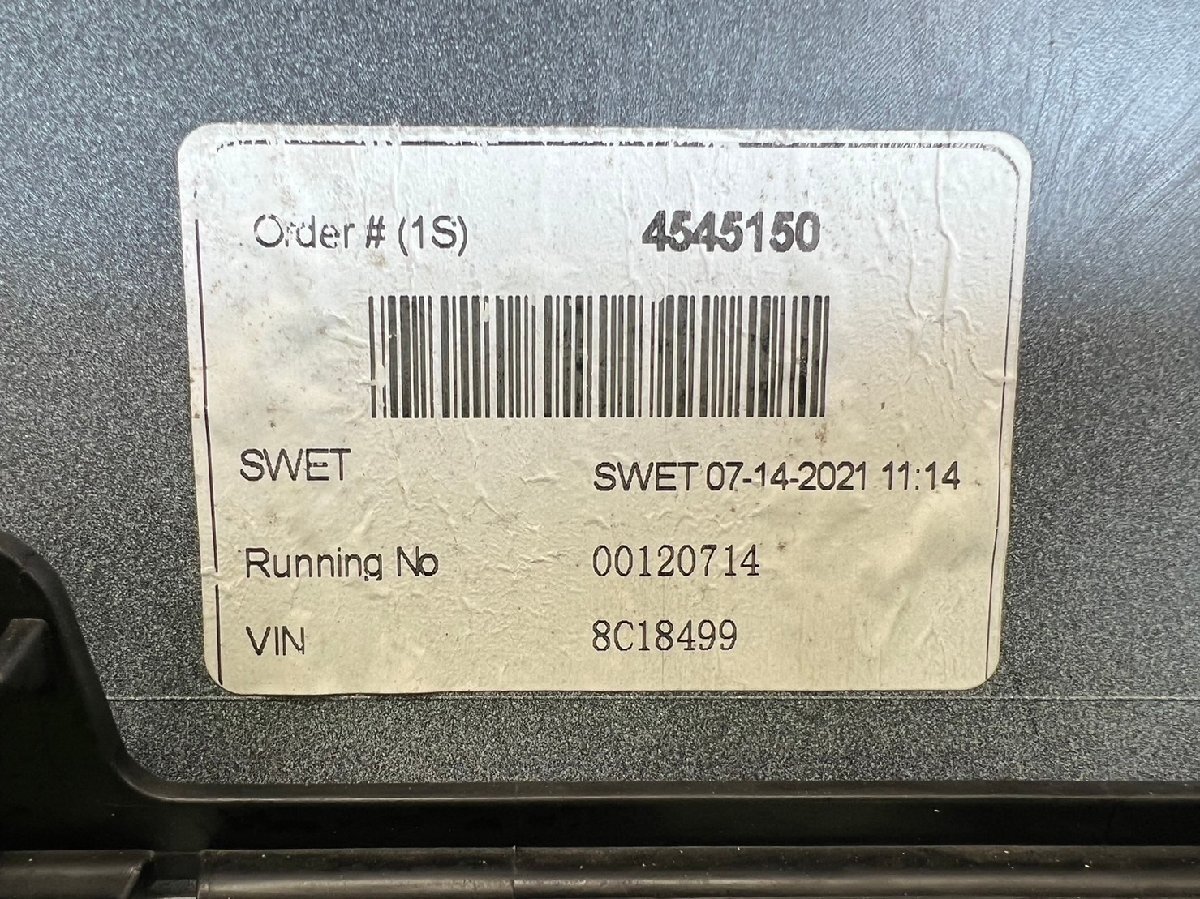 Order # (1S) 4545150
SWET SWET 07-14-2021 11:14
Running No 00120714
VIN 8C18499